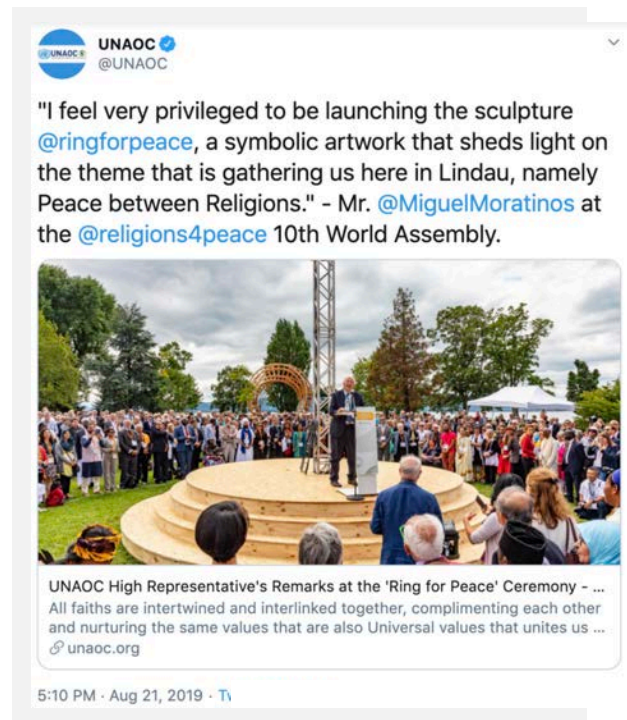 UNAOC
UNAOC
@UNAOC
"I feel very privileged to be launching the sculpture
@ringforpeace, a symbolic artwork that sheds light on
the theme that is gathering us here in Lindau, namely
Peace between Religions." - Mr. @MiguelMoratinos at
the @religions4peace 10th World Assembly.
UNAOC High Representative's Remarks at the 'Ring for Peace' Ceremony - ...
All faiths are intertwined and interlinked together, complimenting each other
and nurturing the same values that are also Universal values that unites us ...
unaoc.org
5:10 PM · Aug 21, 2019 · Tw